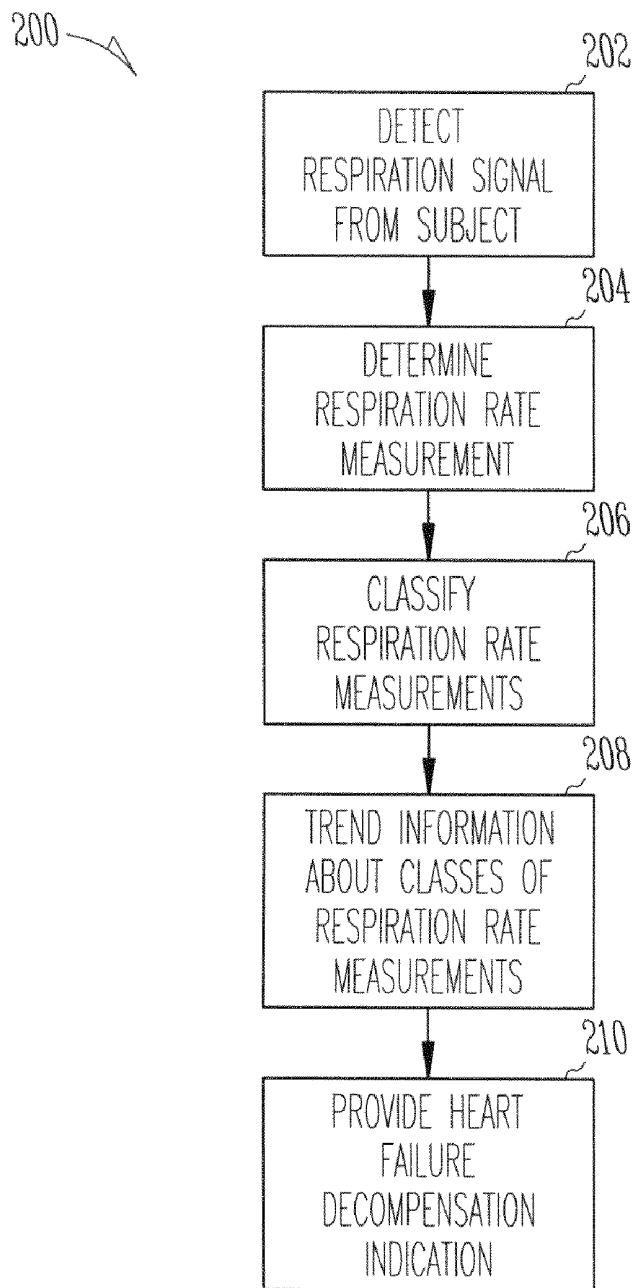 200
202
DETECT
RESPIRATION SIGNAL
FROM SUBJECT
204
DETERMINE
RESPIRATION RATE
MEASUREMENT
206
CLASSIFY
RESPIRATION RATE
MEASUREMENTS
208
TREND INFORMATION
ABOUT CLASSES OF
RESPIRATION RATE
MEASUREMENTS
210
PROVIDE HEART
FAILURE
DECOMPENSATION
INDICATION